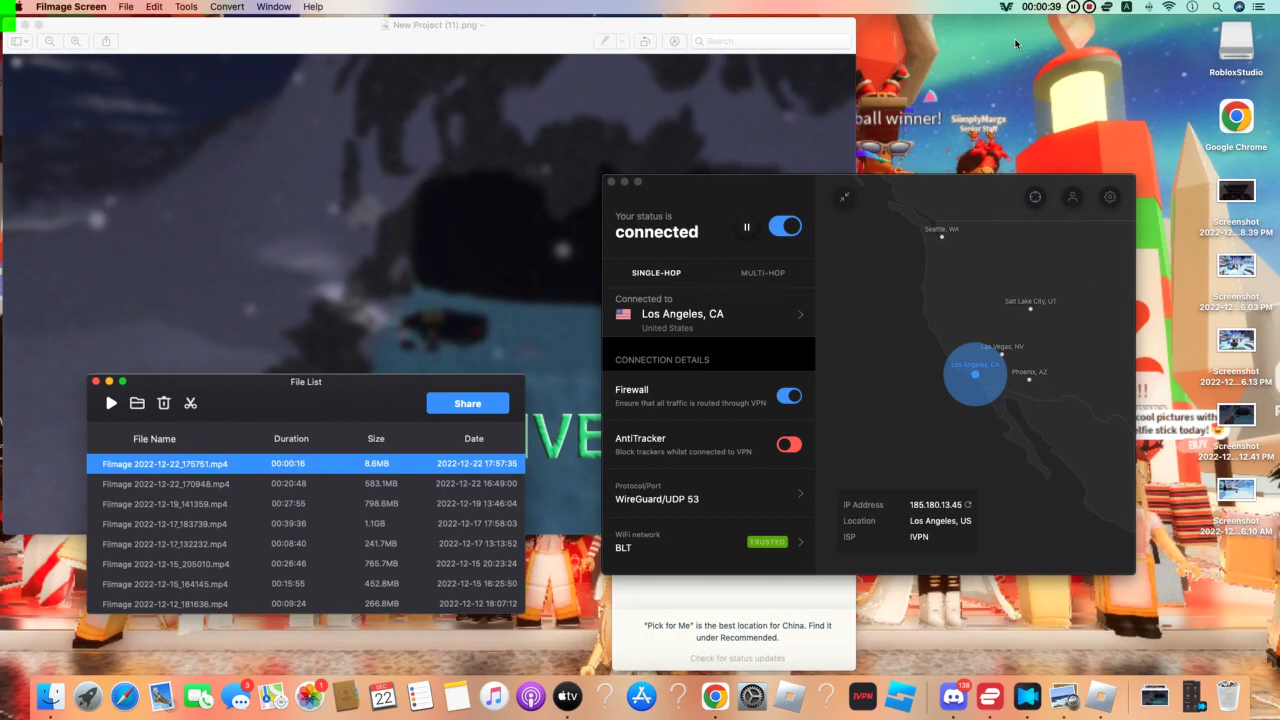 Filmage Screen File Edit Tools Convert Window Help
00:00:39 A
New Project (11).png
Search
ball winner!
SiimplyMargx
Senior Staff
RobloxStudio
Google Chrome
Screenshot
2022-12...8.39 PM
Screenshot
2022-12...6.03 PM
Screenshot
2022-12...6.13 PM
Screenshot
2022-12...12.41 PM
Screenshot
2022-12...6.10 AM
Your status is
connected
SINGLE-HOP MULTI-HOP
Connected to
Los Angeles, CA
United States
CONNECTION DETAILS
Firewall
Ensure that all traffic is routed through VPN
AntiTracker
Block trackers whilst connected to VPN
Protocol/Port
WireGuard/UDP 53
WiFi network
BLT
TRUSTED
Seattle, WA
Salt Lake City, UT
Las Vegas, NV
Los Angeles, CA
Phoenix, AZ
IP Address 185.180.13.45
Location Los Angeles, US
ISP IVPN
File List
Share
File Name Duration Size Date
Filmage 2022-12-22_175751.mp4 00:00:16 8.6MB 2022-12-22 17:57:35
Filmage 2022-12-22_170948.mp4 00:20:48 583.1MB 2022-12-22 16:49:00
Filmage 2022-12-19_141359.mp4 00:27:55 798.6MB 2022-12-19 13:46:04
Filmage 2022-12-17_183739.mp4 00:39:36 1.1GB 2022-12-17 17:58:03
Filmage 2022-12-17_132232.mp4 00:08:40 241.7MB 2022-12-17 13:13:52
Filmage 2022-12-15_205010.mp4 00:26:46 765.7MB 2022-12-15 20:23:24
Filmage 2022-12-15_164145.mp4 00:15:55 452.8MB 2022-12-15 16:25:50
Filmage 2022-12-12_181636.mp4 00:09:24 266.8MB 2022-12-12 18:07:12
VE
!!
cool pictures with
elfie stick today!
BUY
"Pick for Me" is the best location for China. Find it
under Recommended.
Check for status updates
3
1
DEC
22
tv
IVPN
136